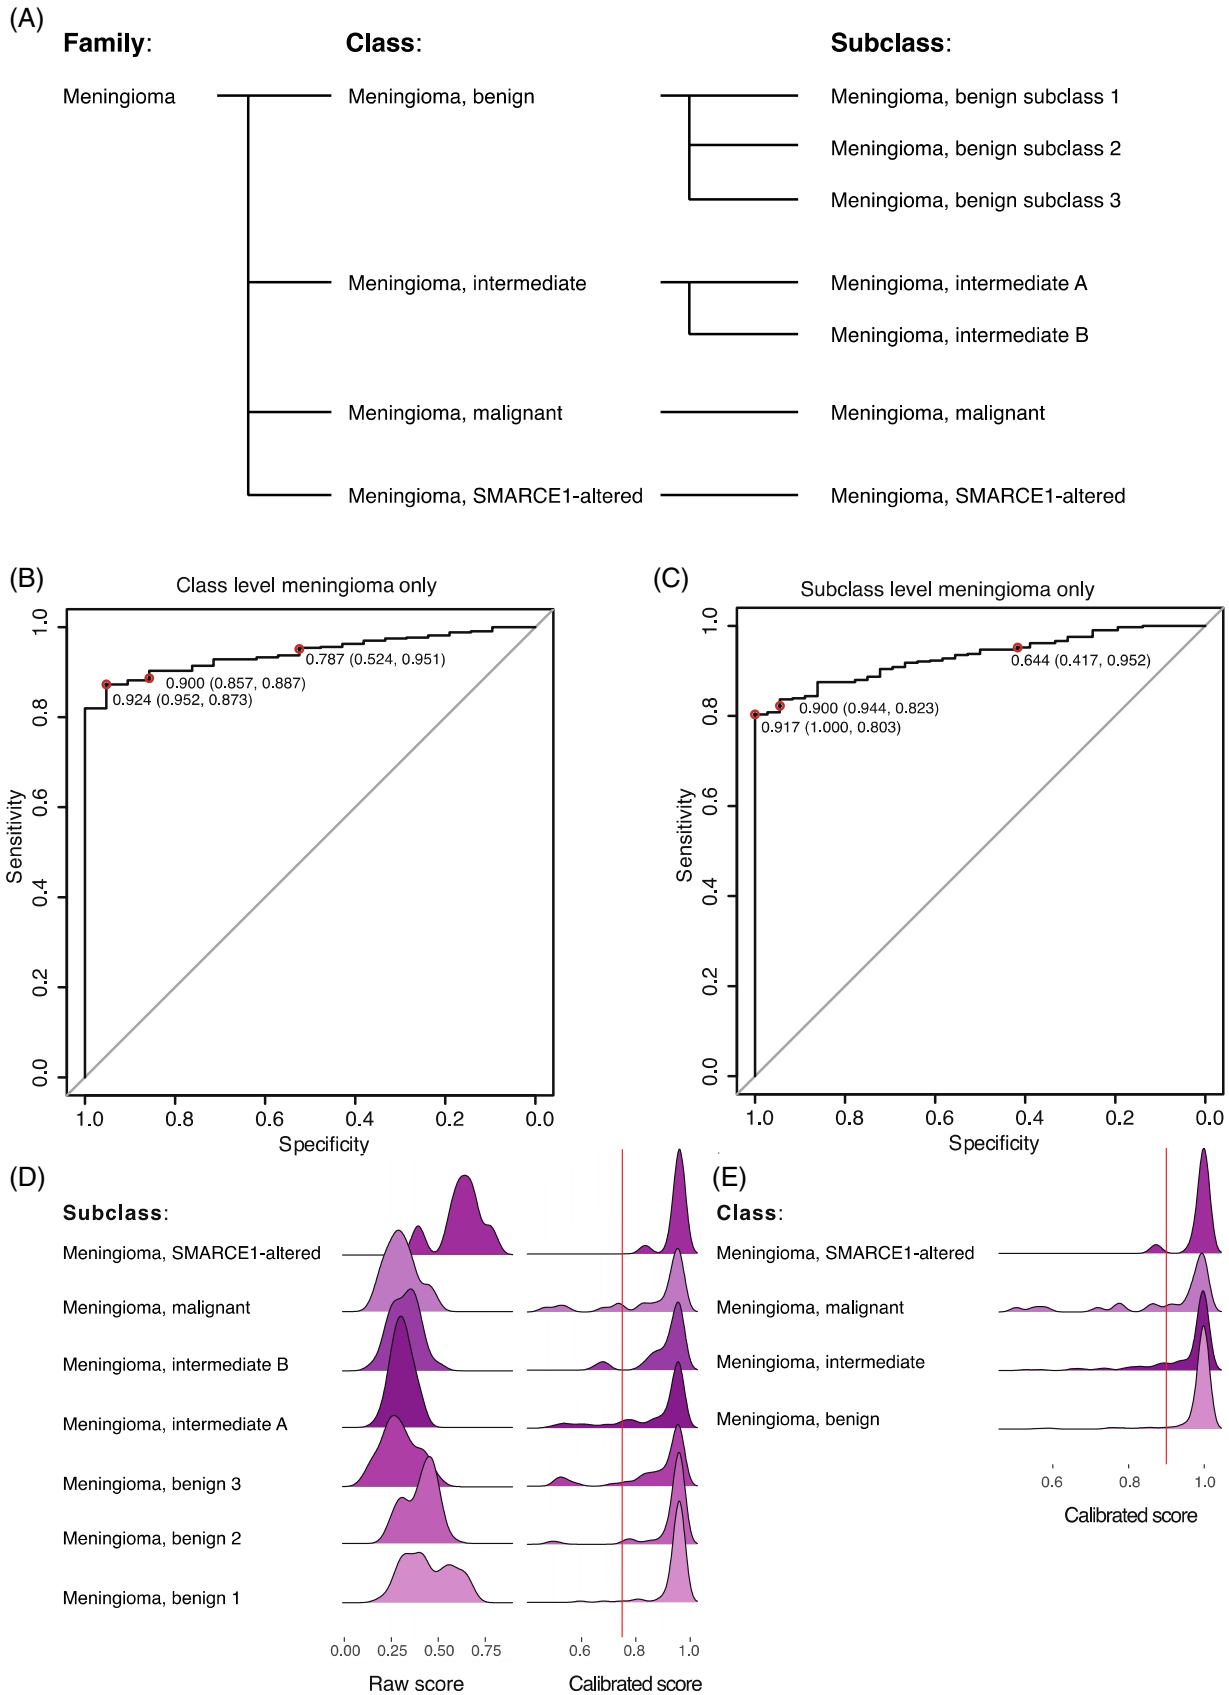 (A)
Family: Class: Subclass:
Meningioma Meningioma, benign Meningioma, benign subclass 1
Meningioma, benign subclass 2
Meningioma, benign subclass 3
Meningioma, intermediate Meningioma, intermediate A
Meningioma, intermediate B
Meningioma, malignant Meningioma, malignant
Meningioma, SMARCE1-altered Meningioma, SMARCE1-altered
(B)
Class level meningioma only
Sensitivity
1.0
0.8
0.6
0.4
0.2
0.0
0.787 (0.524, 0.951)
0.900 (0.857, 0.887)
0.924 (0.952, 0.873)
1.0 0.8 0.6 0.4 0.2 0.0
Specificity
(C)
Subclass level meningioma only
Sensitivity
1.0
0.8
0.6
0.4
0.2
0.0
0.644 (0.417, 0.952)
0.900 (0.944, 0.823)
0.917 (1.000, 0.803)
1.0 0.8 0.6 0.4 0.2 0.0
Specificity
(D)
Subclass:
Meningioma, SMARCE1-altered
Meningioma, malignant
Meningioma, intermediate B
Meningioma, intermediate A
Meningioma, benign 3
Meningioma, benign 2
Meningioma, benign 1
0.00 0.25 0.50 0.75
Raw score
0.6 0.8 1.0
Calibrated score
(E)
Class:
Meningioma, SMARCE1-altered
Meningioma, malignant
Meningioma, intermediate
Meningioma, benign
0.6 0.8 1.0
Calibrated score